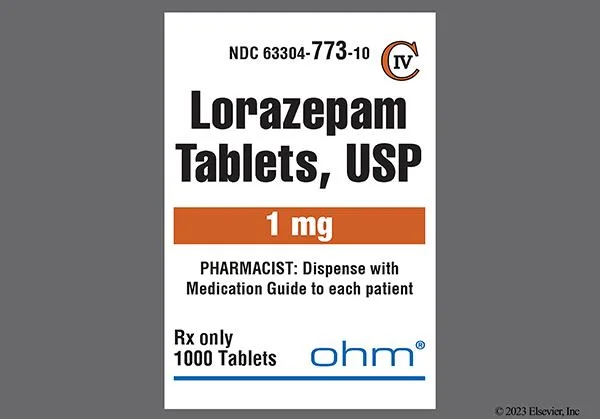 NDC 63304-773-10
CIV
Lorazepam
Tablets, USP
1 mg
PHARMACIST: Dispense with
Medication Guide to each patient
Rx only
1000 Tablets
ohm®
© 2023 Elsevier, Inc